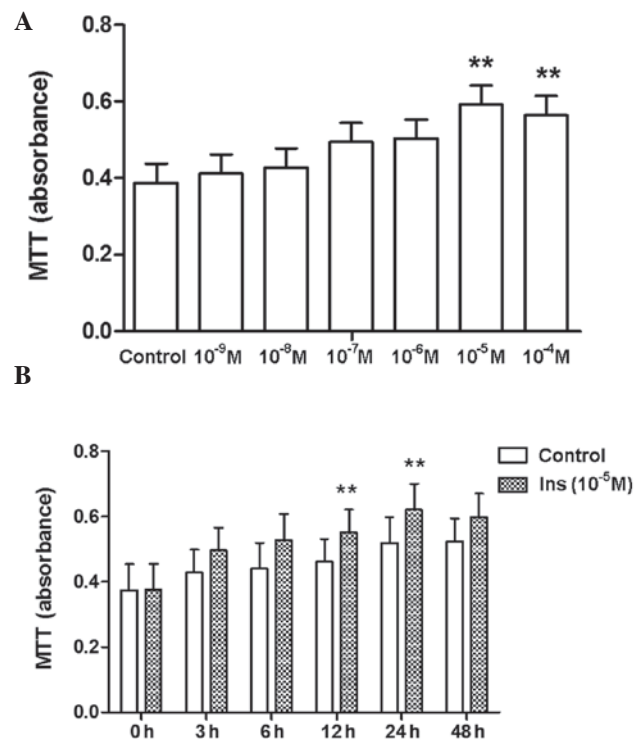 A
0.8
0.6
0.4
0.2
0.0
MTT (absorbance)
** **
Control 10⁻⁹M 10⁻⁸M 10⁻⁷M 10⁻⁶M 10⁻⁵M 10⁻⁴M
B
0.8
0.6
0.4
0.2
0.0
MTT (absorbance)
** **
Control
Ins (10⁻⁵M)
0 h 3 h 6 h 12 h 24 h 48 h